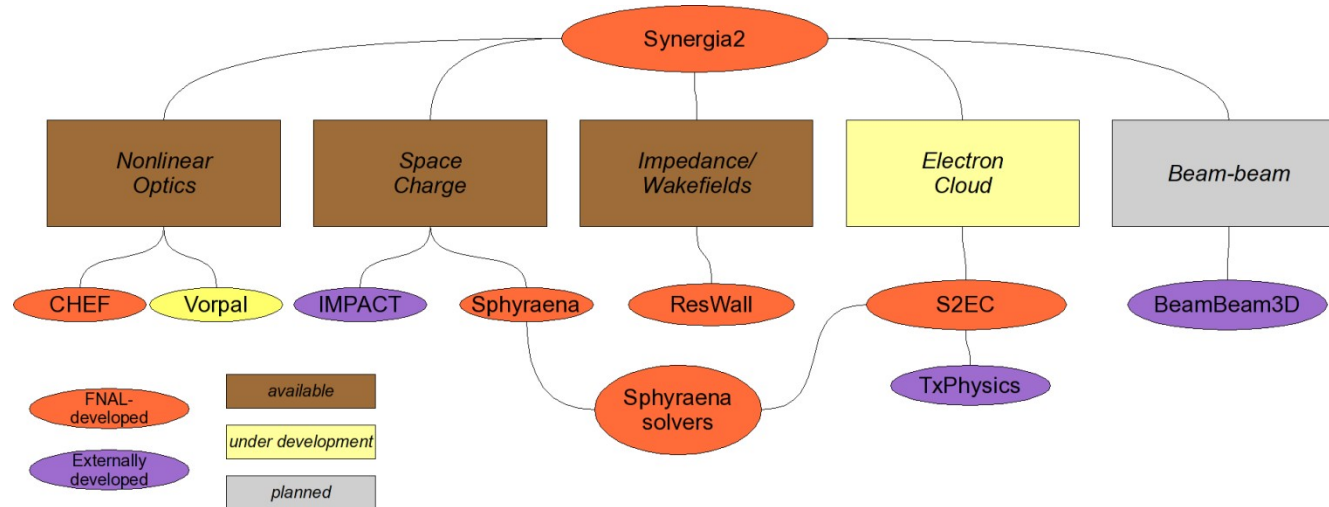 Synergia2
Nonlinear
Optics
Space
Charge
Impedance/
Wakefields
Electron
Cloud
Beam-beam
CHEF
Vorpal
IMPACT
Sphyraena
ResWall
S2EC
BeamBeam3D
TxPhysics
Sphyraena
solvers
FNAL-
developed
Externally
developed
available
under development
planned